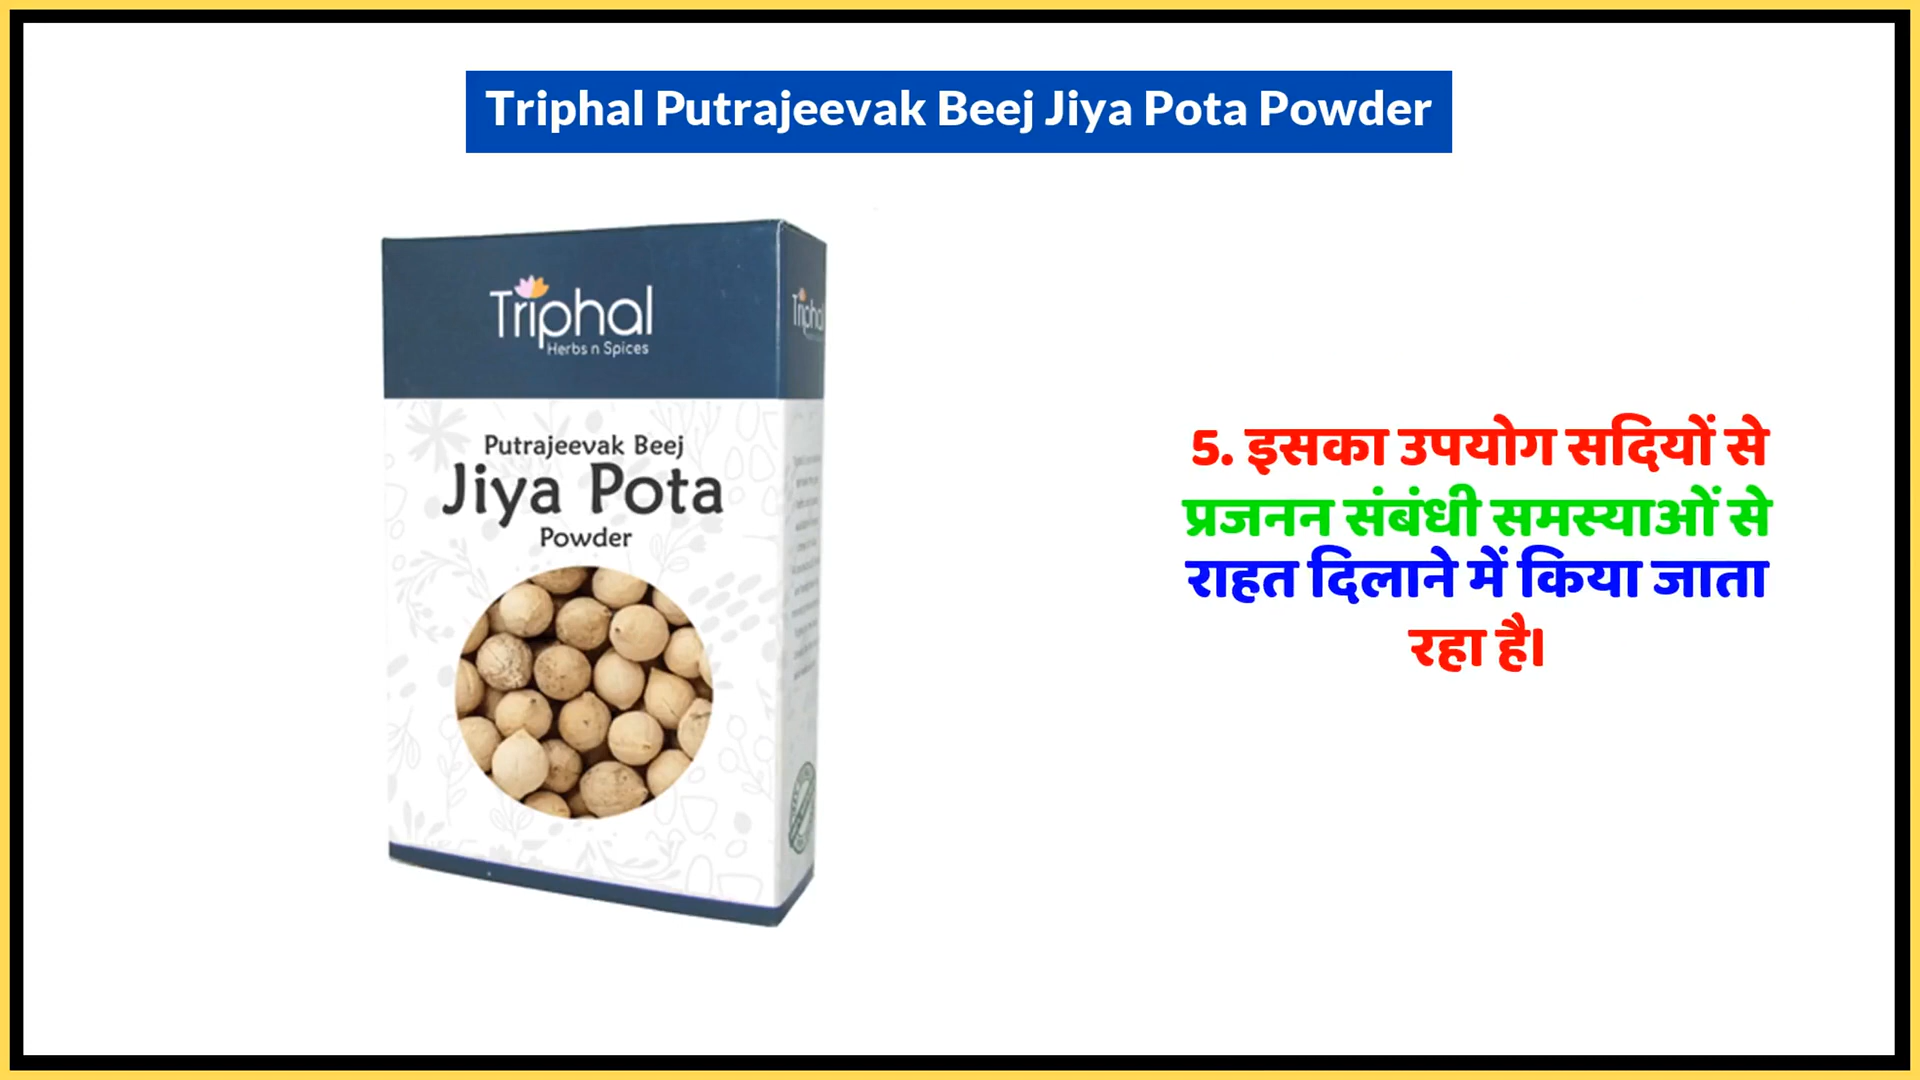 Triphal Putrajeevak Beej Jiya Pota Powder
Triphal
Herbs n Spices
Triphal
Putrajeevak Beej
Jiya Pota
Powder
5. इसका उपयोग सदियों से
प्रजनन संबंधी समस्याओं से
राहत दिलाने में किया जाता
रहा है।